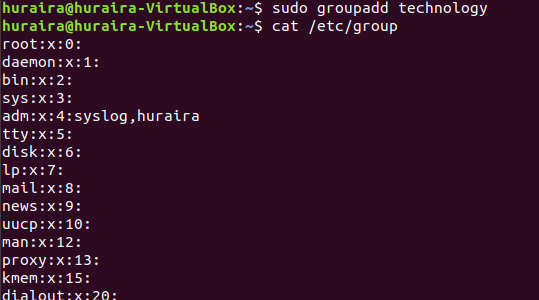 huraira@huraira-VirtualBox:~$ sudo groupadd technology
huraira@huraira-VirtualBox:~$ cat /etc/group
root:x:0:
daemon:x:1:
bin:x:2:
sys:x:3:
adm:x:4:syslog,huraira
tty:x:5:
disk:x:6:
lp:x:7:
mail:x:8:
news:x:9:
uucp:x:10:
man:x:12:
proxy:x:13:
kmem:x:15:
dialout:x:20: